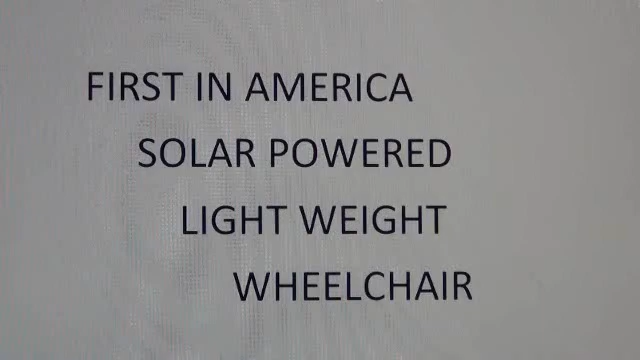 FIRST IN AMERICA
SOLAR POWERED
LIGHT WEIGHT
WHEELCHAIR